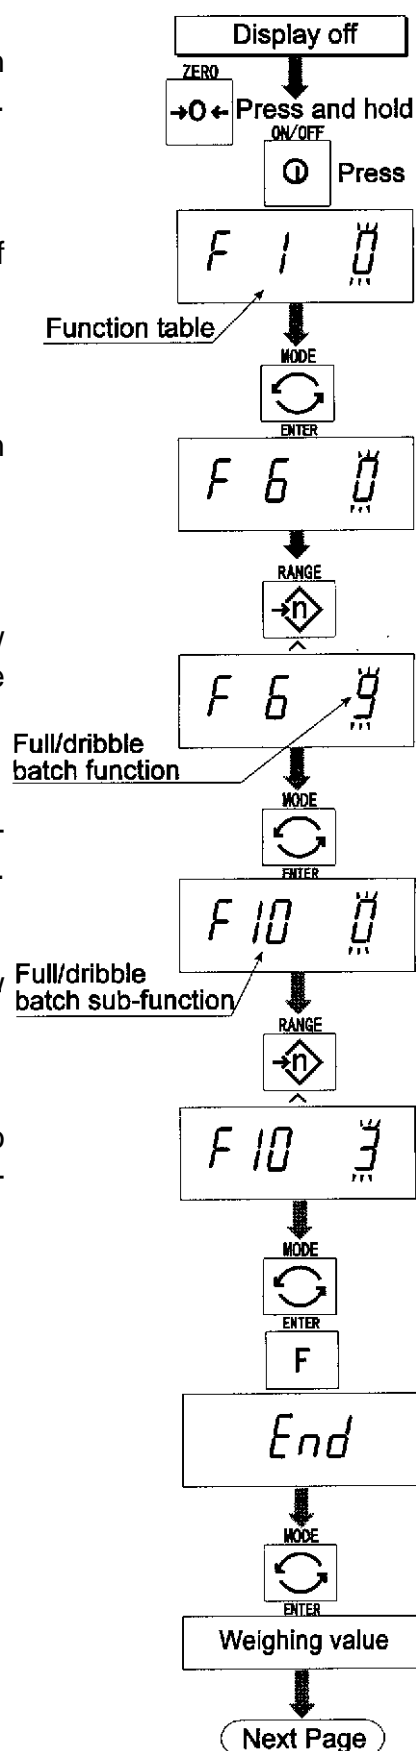 Display off
ZERO
→0← Press and hold
ON/OFF
Press
F 1 0
Function table
MODE
ENTER
F 6 0
RANGE
→n
F 6 9
Full/dribble
batch function
MODE
ENTER
F10 0
Full/dribble
batch sub-function
RANGE
→n
F10 3
MODE
ENTER
F
End
MODE
ENTER
Weighing value
Next Page